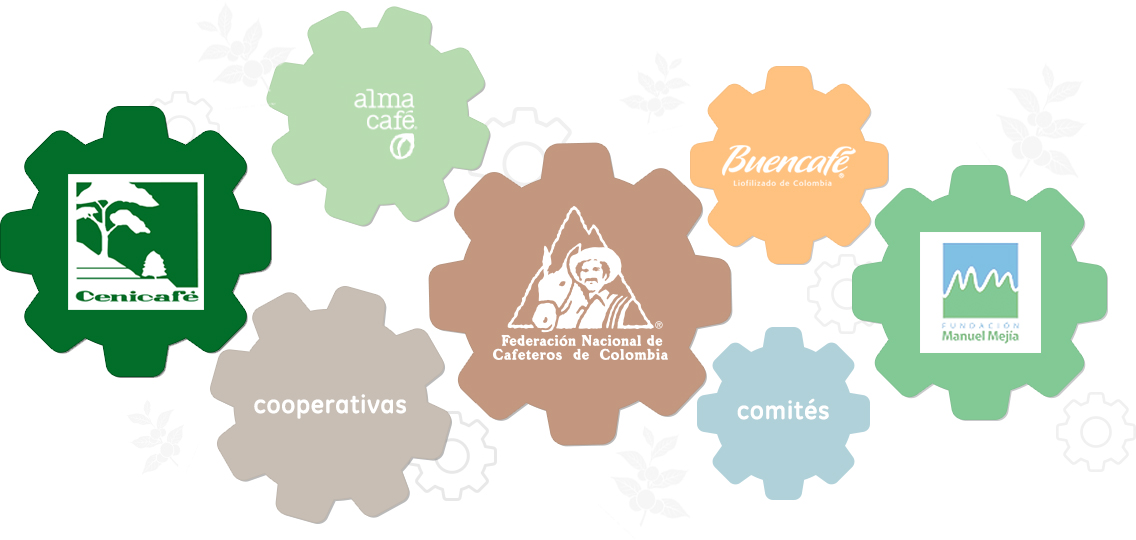 alma
café®
Buencafé®
Liofilizado de Colombia
Cenicafé
®
Federación Nacional de
Cafeteros de Colombia
FUNDACIÓN
Manuel Mejía
cooperativas
comités